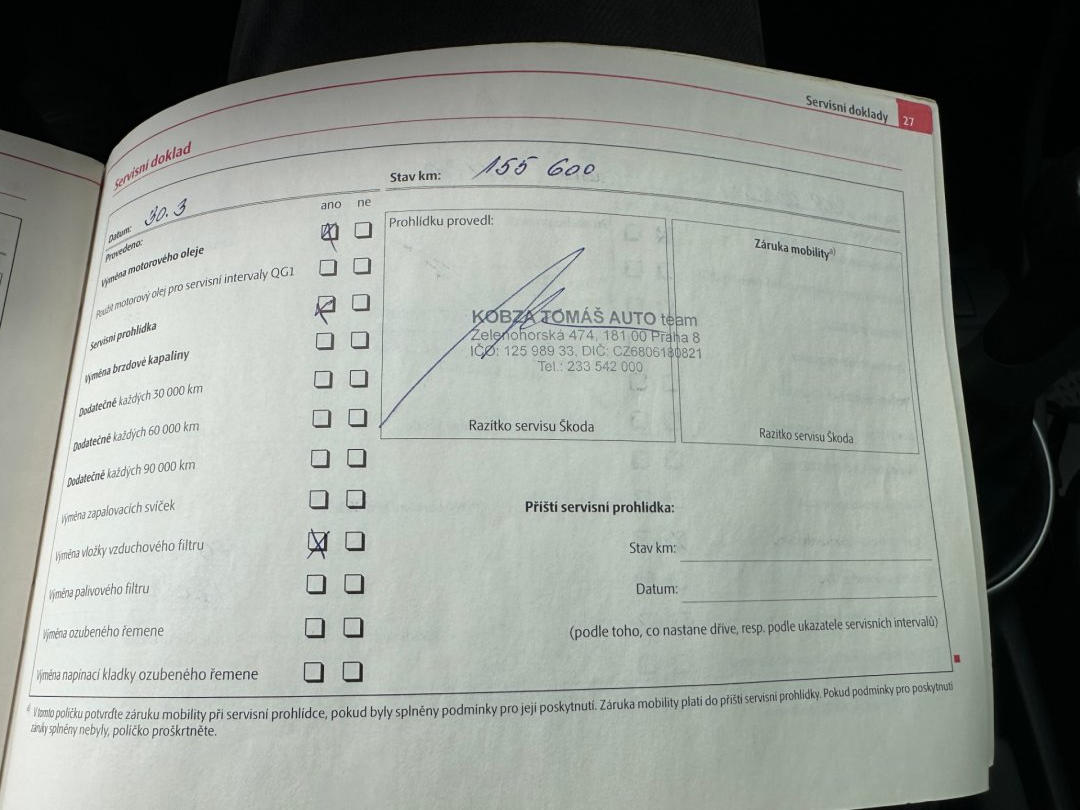 Servisní doklady 27
Servisní doklad
Datum: 30.3
Stav km: 155 600
Provedeno:
ano ne
Výměna motorového oleje
Použit motorový olej pro servisní intervaly QG1
Servisní prohlídka
Výměna brzdové kapaliny
Dodatečně každých 30 000 km
Dodatečně každých 60 000 km
Dodatečně každých 90 000 km
Výměna zapalovacích svíček
Výměna vložky vzduchového filtru
Výměna palivového filtru
Výměna ozubeného řemene
Výměna napínací kladky ozubeného řemene
Prohlídku provedl:
KOBZA TOMÁŠ AUTO team
Zelenohorská 474, 181 00 Praha 8
IČO: 125 989 33, DIČ: CZ6806180821
Tel.: 233 542 000
Razítko servisu Škoda
Záruka mobility a)
Razítko servisu Škoda
Příští servisní prohlídka:
Stav km:
Datum:
(podle toho, co nastane dříve, resp. podle ukazatele servisních intervalů)
a) V tomto políčku potvrďte záruku mobility při servisní prohlídce, pokud byly splněny podmínky pro její poskytnutí. Záruka mobility platí do příští servisní prohlídky. Pokud podmínky pro poskytnutí
záruky splněny nebyly, políčko proškrtněte.